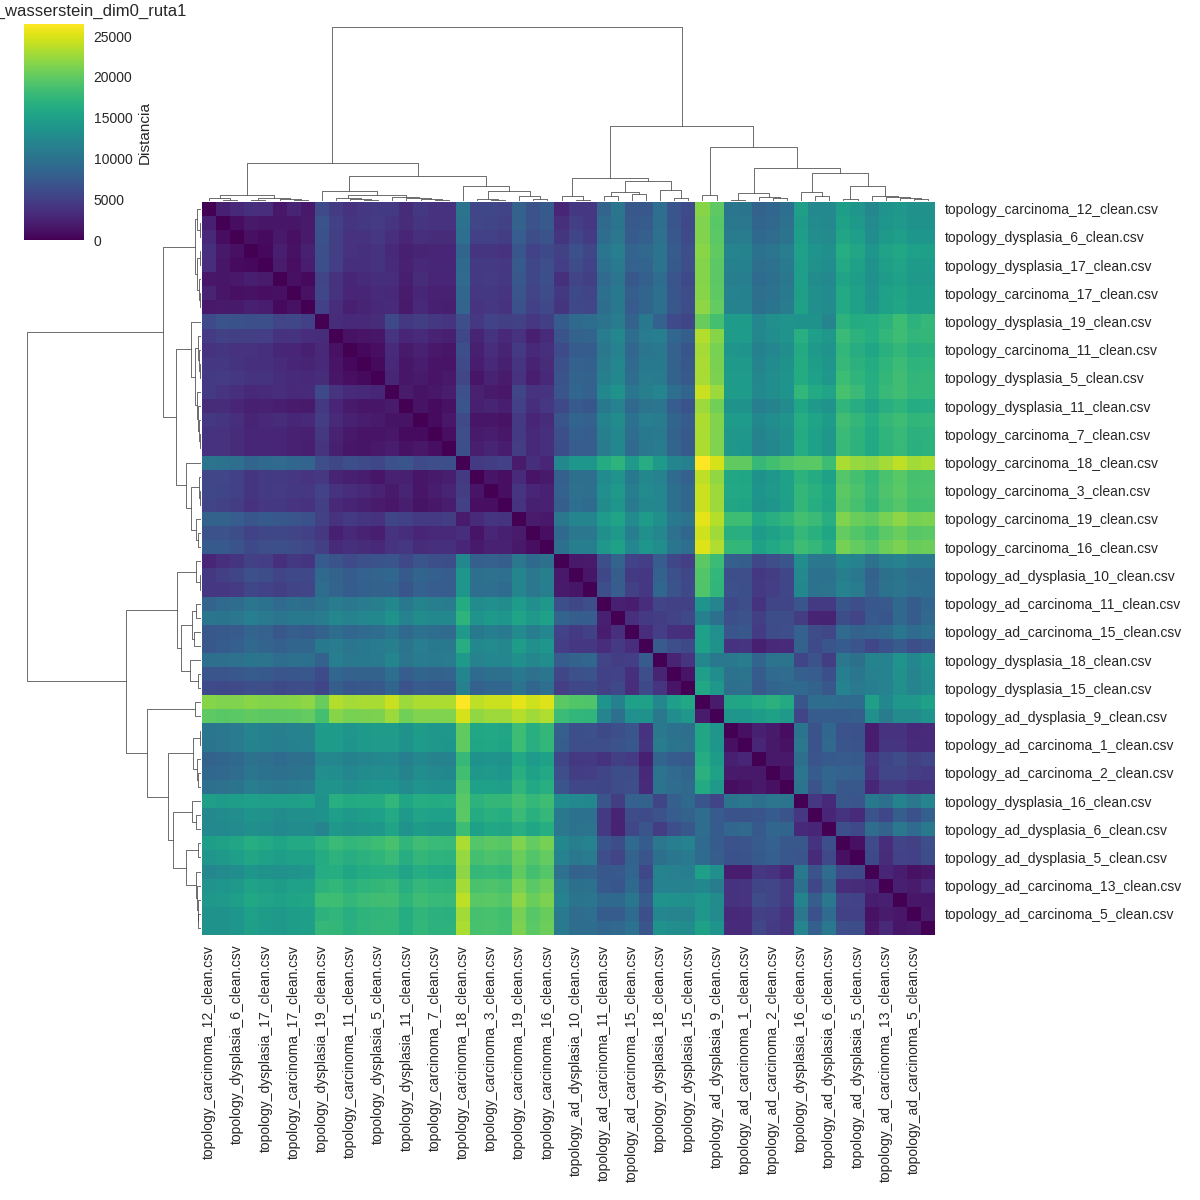 _wasserstein_dim0_ruta1
25000
20000
15000
10000
5000
0
Distancia
topology_carcinoma_12_clean.csv
topology_dysplasia_6_clean.csv
topology_dysplasia_17_clean.csv
topology_carcinoma_17_clean.csv
topology_dysplasia_19_clean.csv
topology_carcinoma_11_clean.csv
topology_dysplasia_5_clean.csv
topology_dysplasia_11_clean.csv
topology_carcinoma_7_clean.csv
topology_carcinoma_18_clean.csv
topology_carcinoma_3_clean.csv
topology_carcinoma_19_clean.csv
topology_carcinoma_16_clean.csv
topology_ad_dysplasia_10_clean.csv
topology_ad_carcinoma_11_clean.csv
topology_ad_carcinoma_15_clean.csv
topology_dysplasia_18_clean.csv
topology_dysplasia_15_clean.csv
topology_ad_dysplasia_9_clean.csv
topology_ad_carcinoma_1_clean.csv
topology_ad_carcinoma_2_clean.csv
topology_dysplasia_16_clean.csv
topology_ad_dysplasia_6_clean.csv
topology_ad_dysplasia_5_clean.csv
topology_ad_carcinoma_13_clean.csv
topology_ad_carcinoma_5_clean.csv
topology_carcinoma_12_clean.csv
topology_dysplasia_6_clean.csv
topology_dysplasia_17_clean.csv
topology_carcinoma_17_clean.csv
topology_dysplasia_19_clean.csv
topology_carcinoma_11_clean.csv
topology_dysplasia_5_clean.csv
topology_dysplasia_11_clean.csv
topology_carcinoma_7_clean.csv
topology_carcinoma_18_clean.csv
topology_carcinoma_3_clean.csv
topology_carcinoma_19_clean.csv
topology_carcinoma_16_clean.csv
topology_ad_dysplasia_10_clean.csv
topology_ad_carcinoma_11_clean.csv
topology_ad_carcinoma_15_clean.csv
topology_dysplasia_18_clean.csv
topology_dysplasia_15_clean.csv
topology_ad_dysplasia_9_clean.csv
topology_ad_carcinoma_1_clean.csv
topology_ad_carcinoma_2_clean.csv
topology_dysplasia_16_clean.csv
topology_ad_dysplasia_6_clean.csv
topology_ad_dysplasia_5_clean.csv
topology_ad_carcinoma_13_clean.csv
topology_ad_carcinoma_5_clean.csv